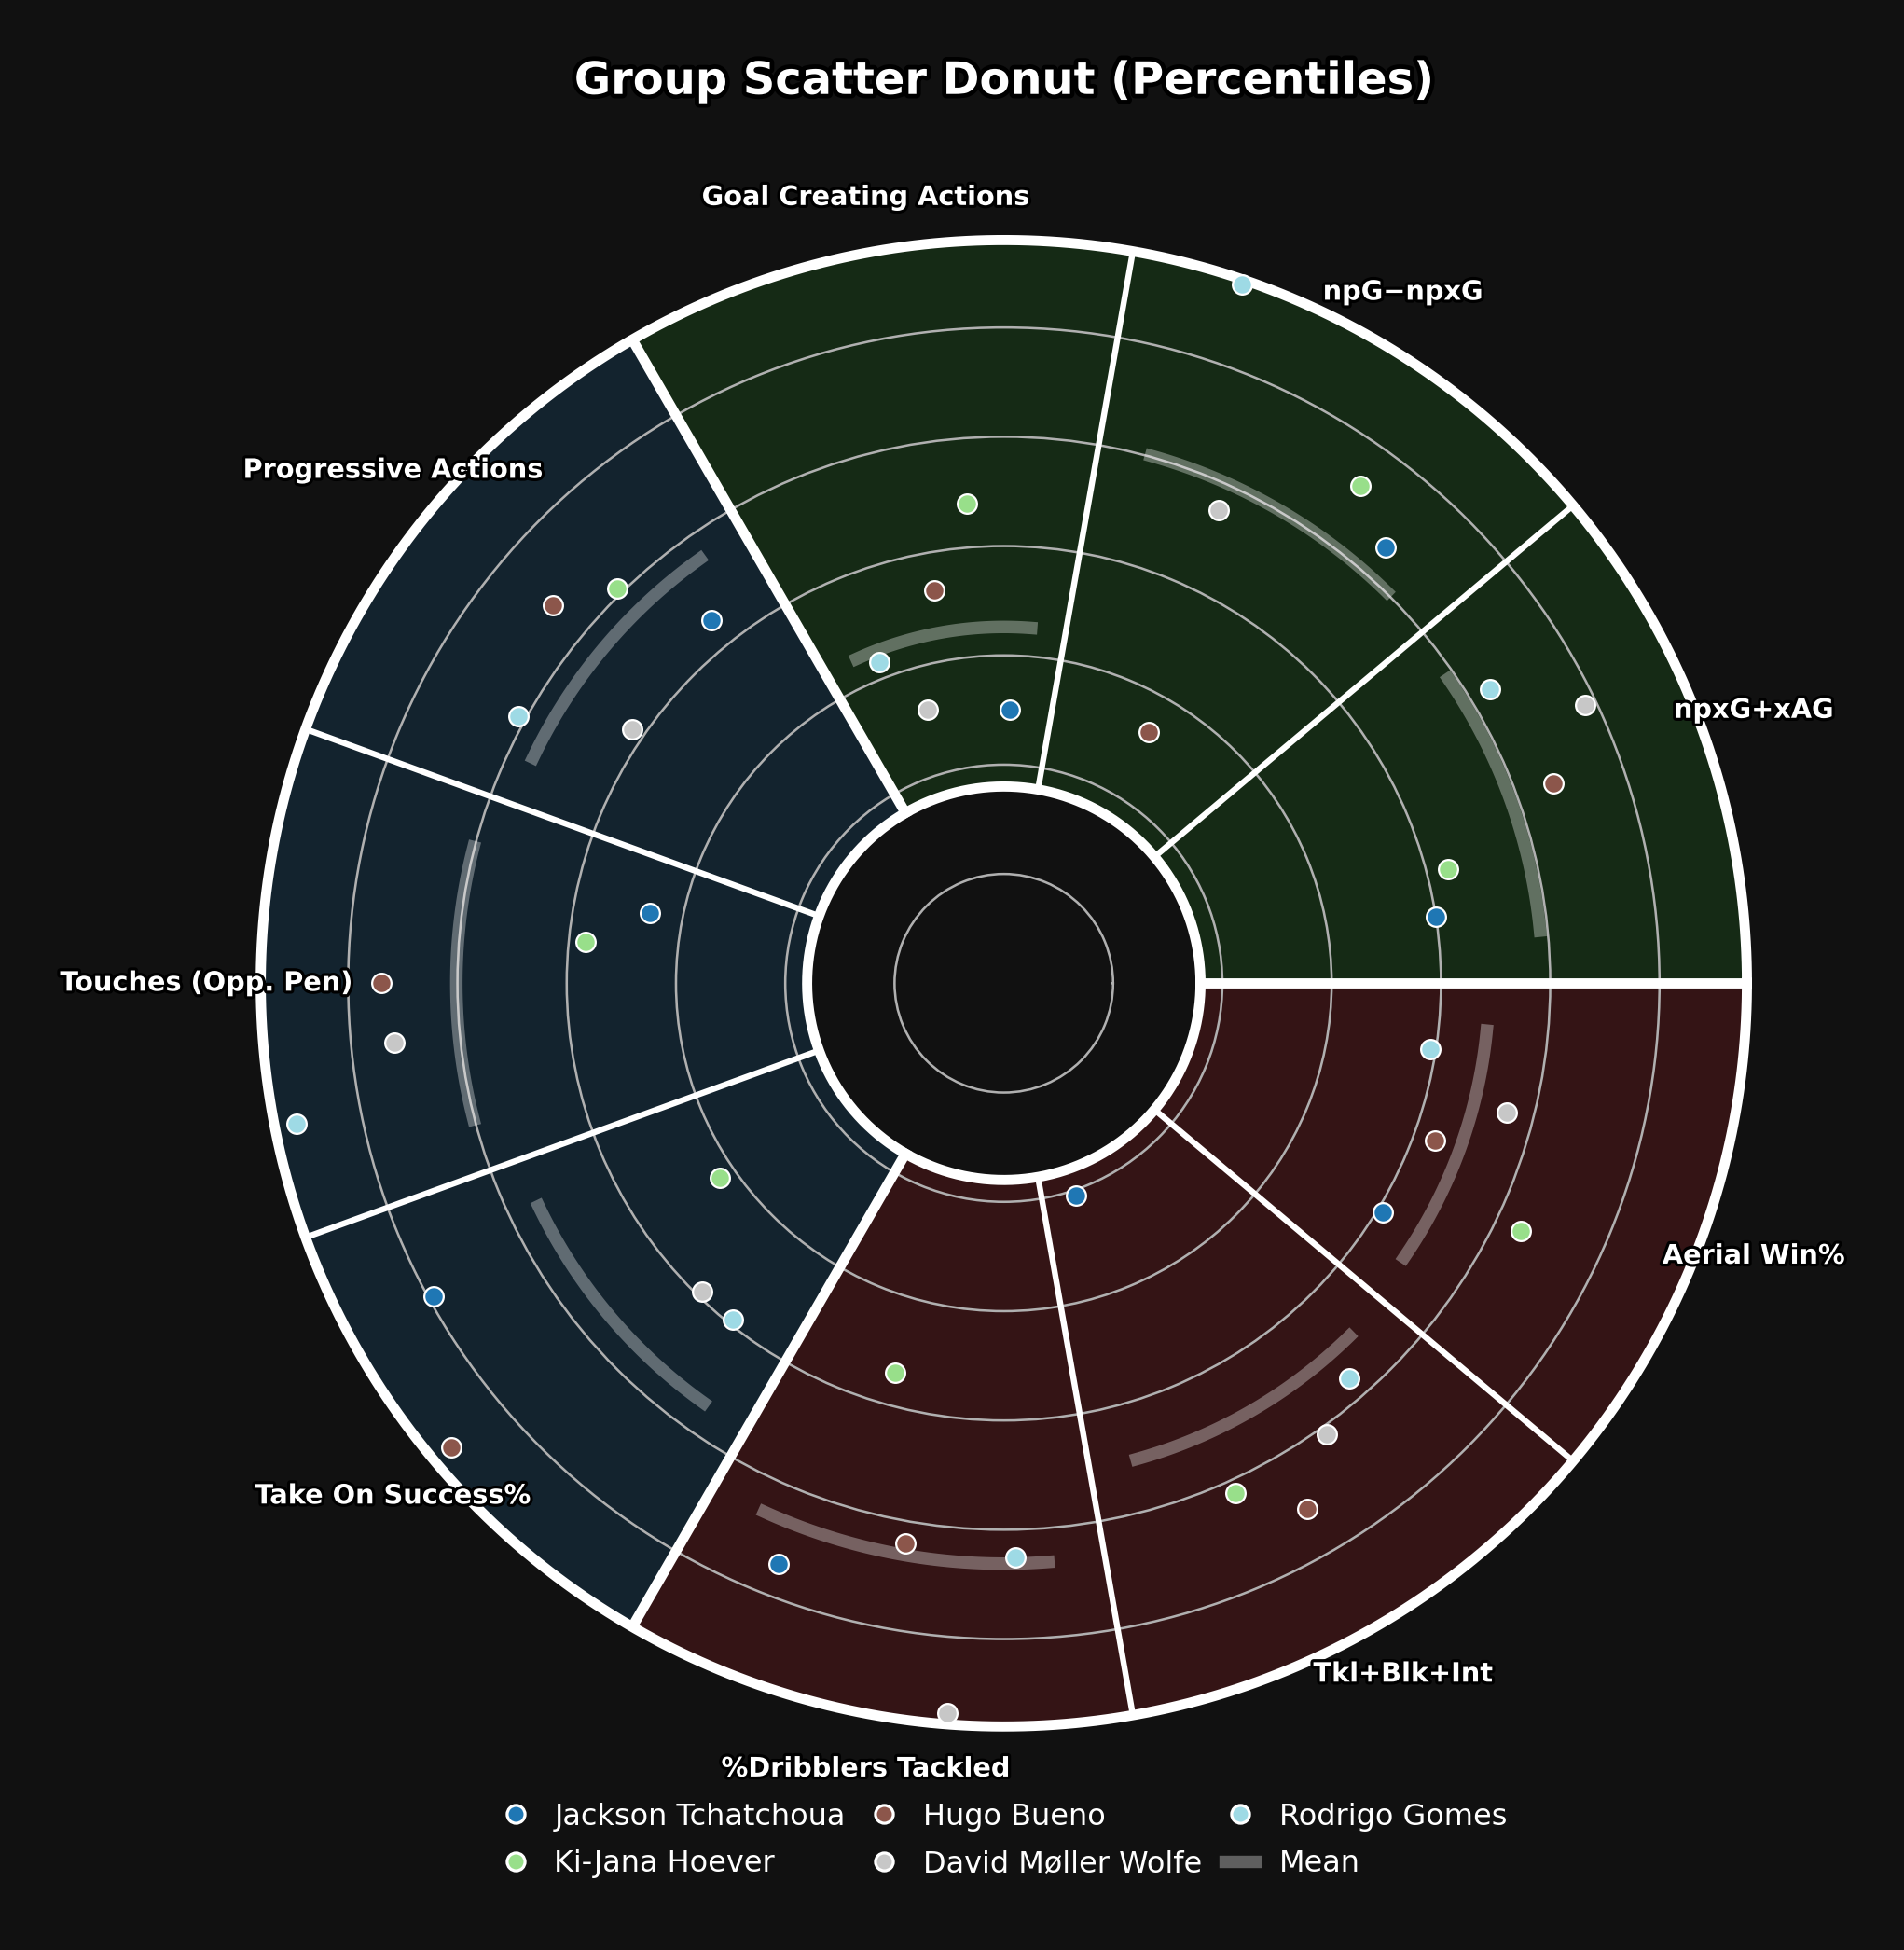 Group Scatter Donut (Percentiles)
Goal Creating Actions
npG−npxG
Progressive Actions
npxG+xAG
Touches (Opp. Pen)
Aerial Win%
Take On Success%
Tkl+Blk+Int
%Dribblers Tackled
Jackson Tchatchoua
Hugo Bueno
Rodrigo Gomes
Ki-Jana Hoever
David Møller Wolfe
Mean